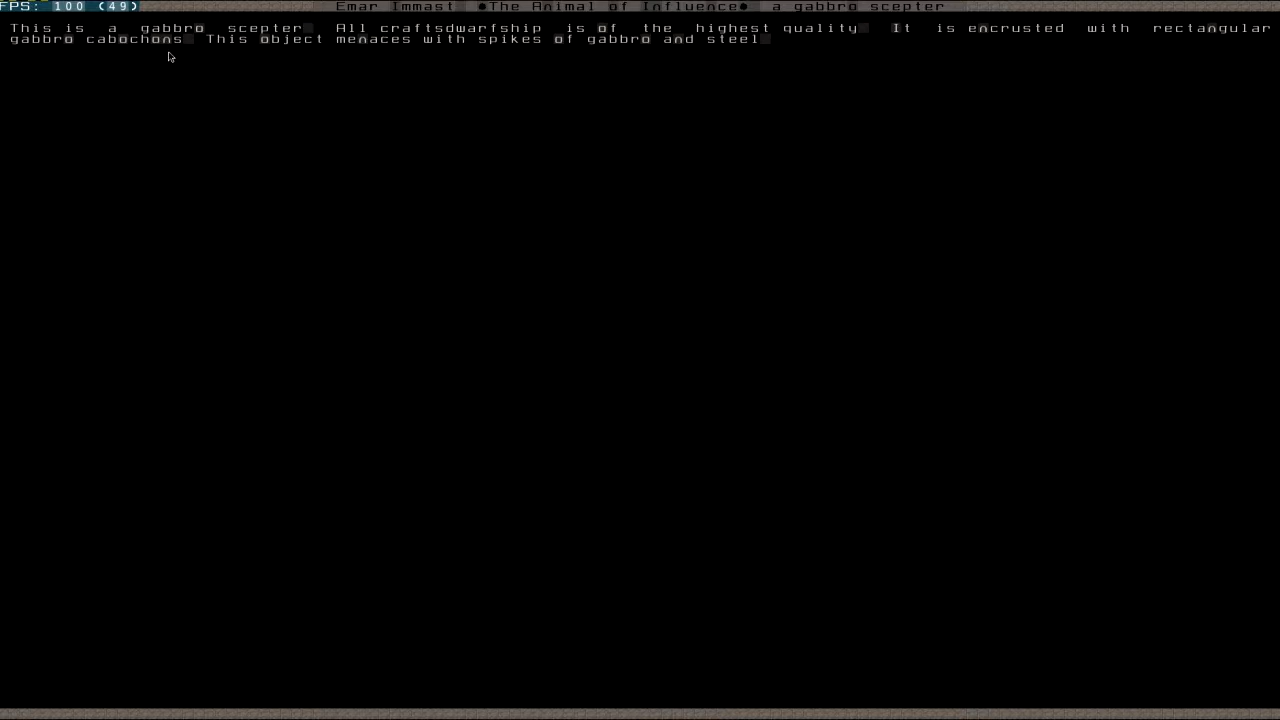 FPS: 100 (49) Emar Immast •The Animal of Influence• a gabbro scepter
This is a gabbro scepter All craftsdwarfship is of the highest quality It is encrusted with rectangular
gabbro cabochons This object menaces with spikes of gabbro and steel